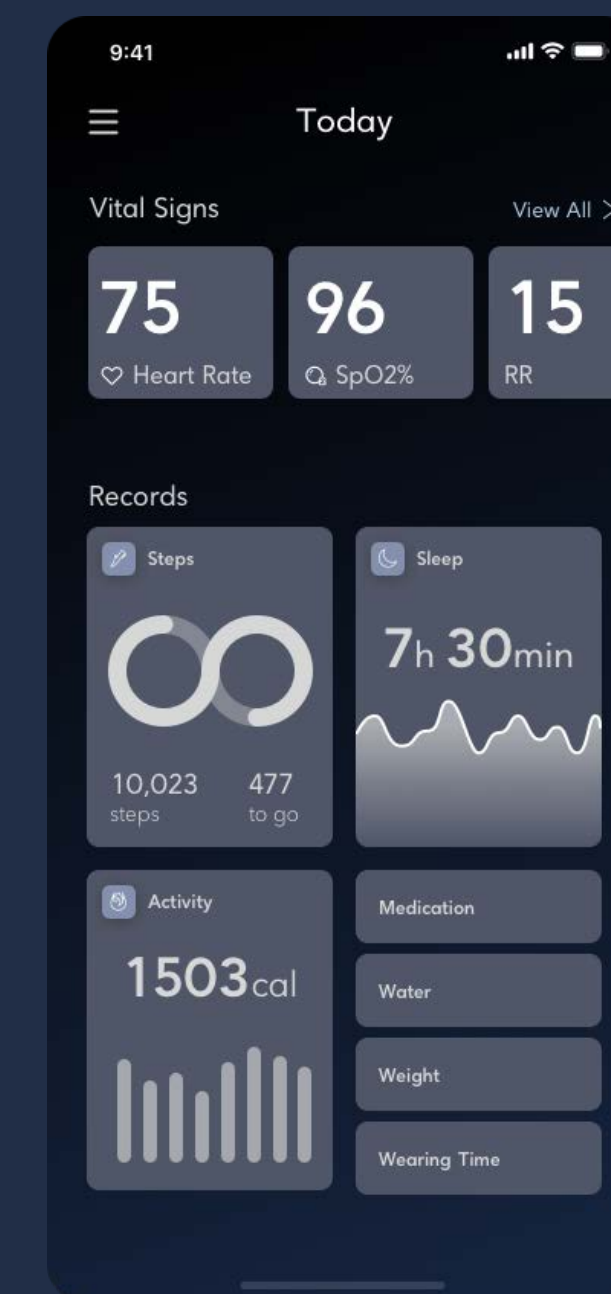 9:41
Today
Vital Signs
View All
75
Heart Rate
96
SpO2%
15
RR
Records
Steps
10,023 steps
477 to go
Sleep
7h 30min
Activity
1503cal
Medication
Water
Weight
Wearing Time